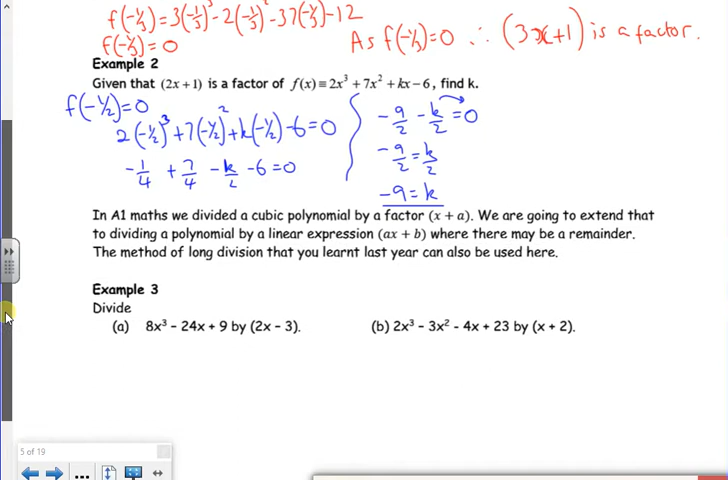 f(-1/3)=3(-1/3)³-2(-1/3)²-37(-1/3)-12
f(-1/3)=0
As f(-1/3)=0 ∴ (3x+1) is a factor.
Example 2
Given that (2x + 1) is a factor of f(x) ≡ 2x³ + 7x² + kx – 6, find k.
f(-1/2)=0
2(-1/2)³+7(-1/2)²+k(-1/2)-6=0
-1/4 +7/4 -k/2 -6=0
-9/2 -k/2=0
-9/2=k/2
-9=k
In A1 maths we divided a cubic polynomial by a factor (x + a). We are going to extend that
to dividing a polynomial by a linear expression (ax + b) where there may be a remainder.
The method of long division that you learnt last year can also be used here.
Example 3
Divide
(a) 8x³ – 24x + 9 by (2x – 3).
(b) 2x³ – 3x² – 4x + 23 by (x + 2).
5 of 19